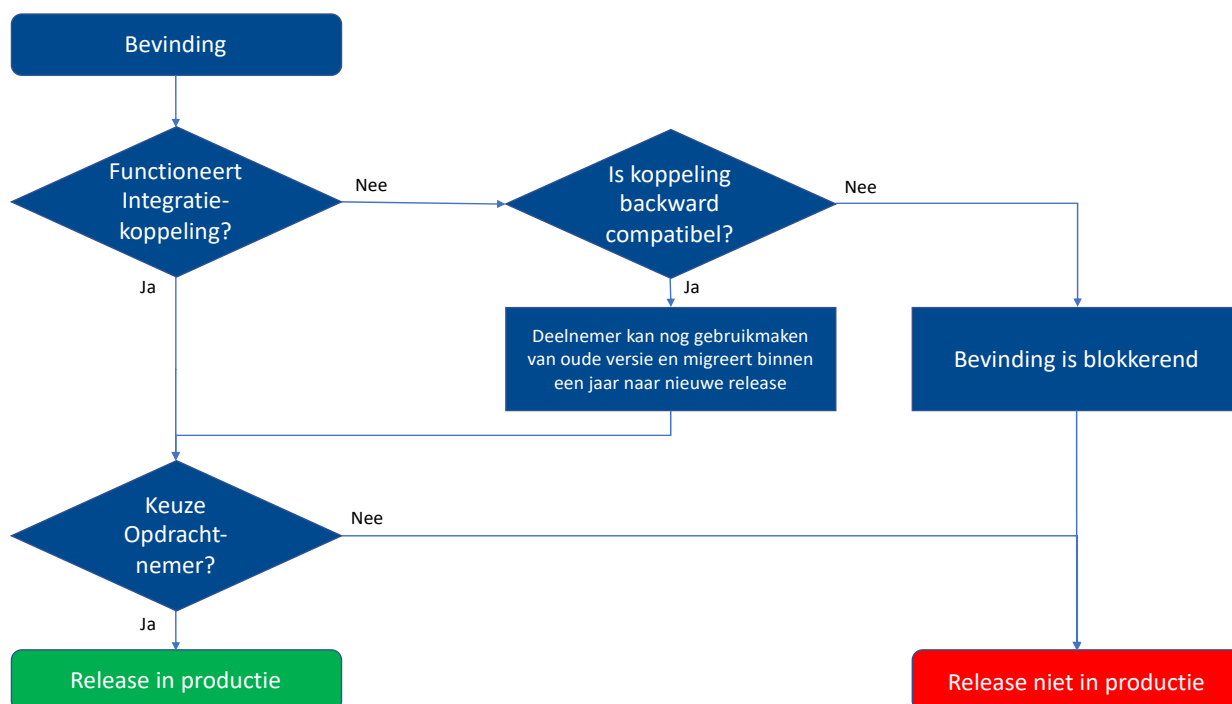 Bevinding
Functioneert
Integratie-
koppeling?
Nee
Is koppeling
backward
compatibel?
Nee
Ja
Ja
Deelnemer kan nog gebruikmaken
van oude versie en migreert binnen
een jaar naar nieuwe release
Bevinding is blokkerend
Keuze
Opdracht-
nemer?
Nee
Ja
Release in productie
Release niet in productie